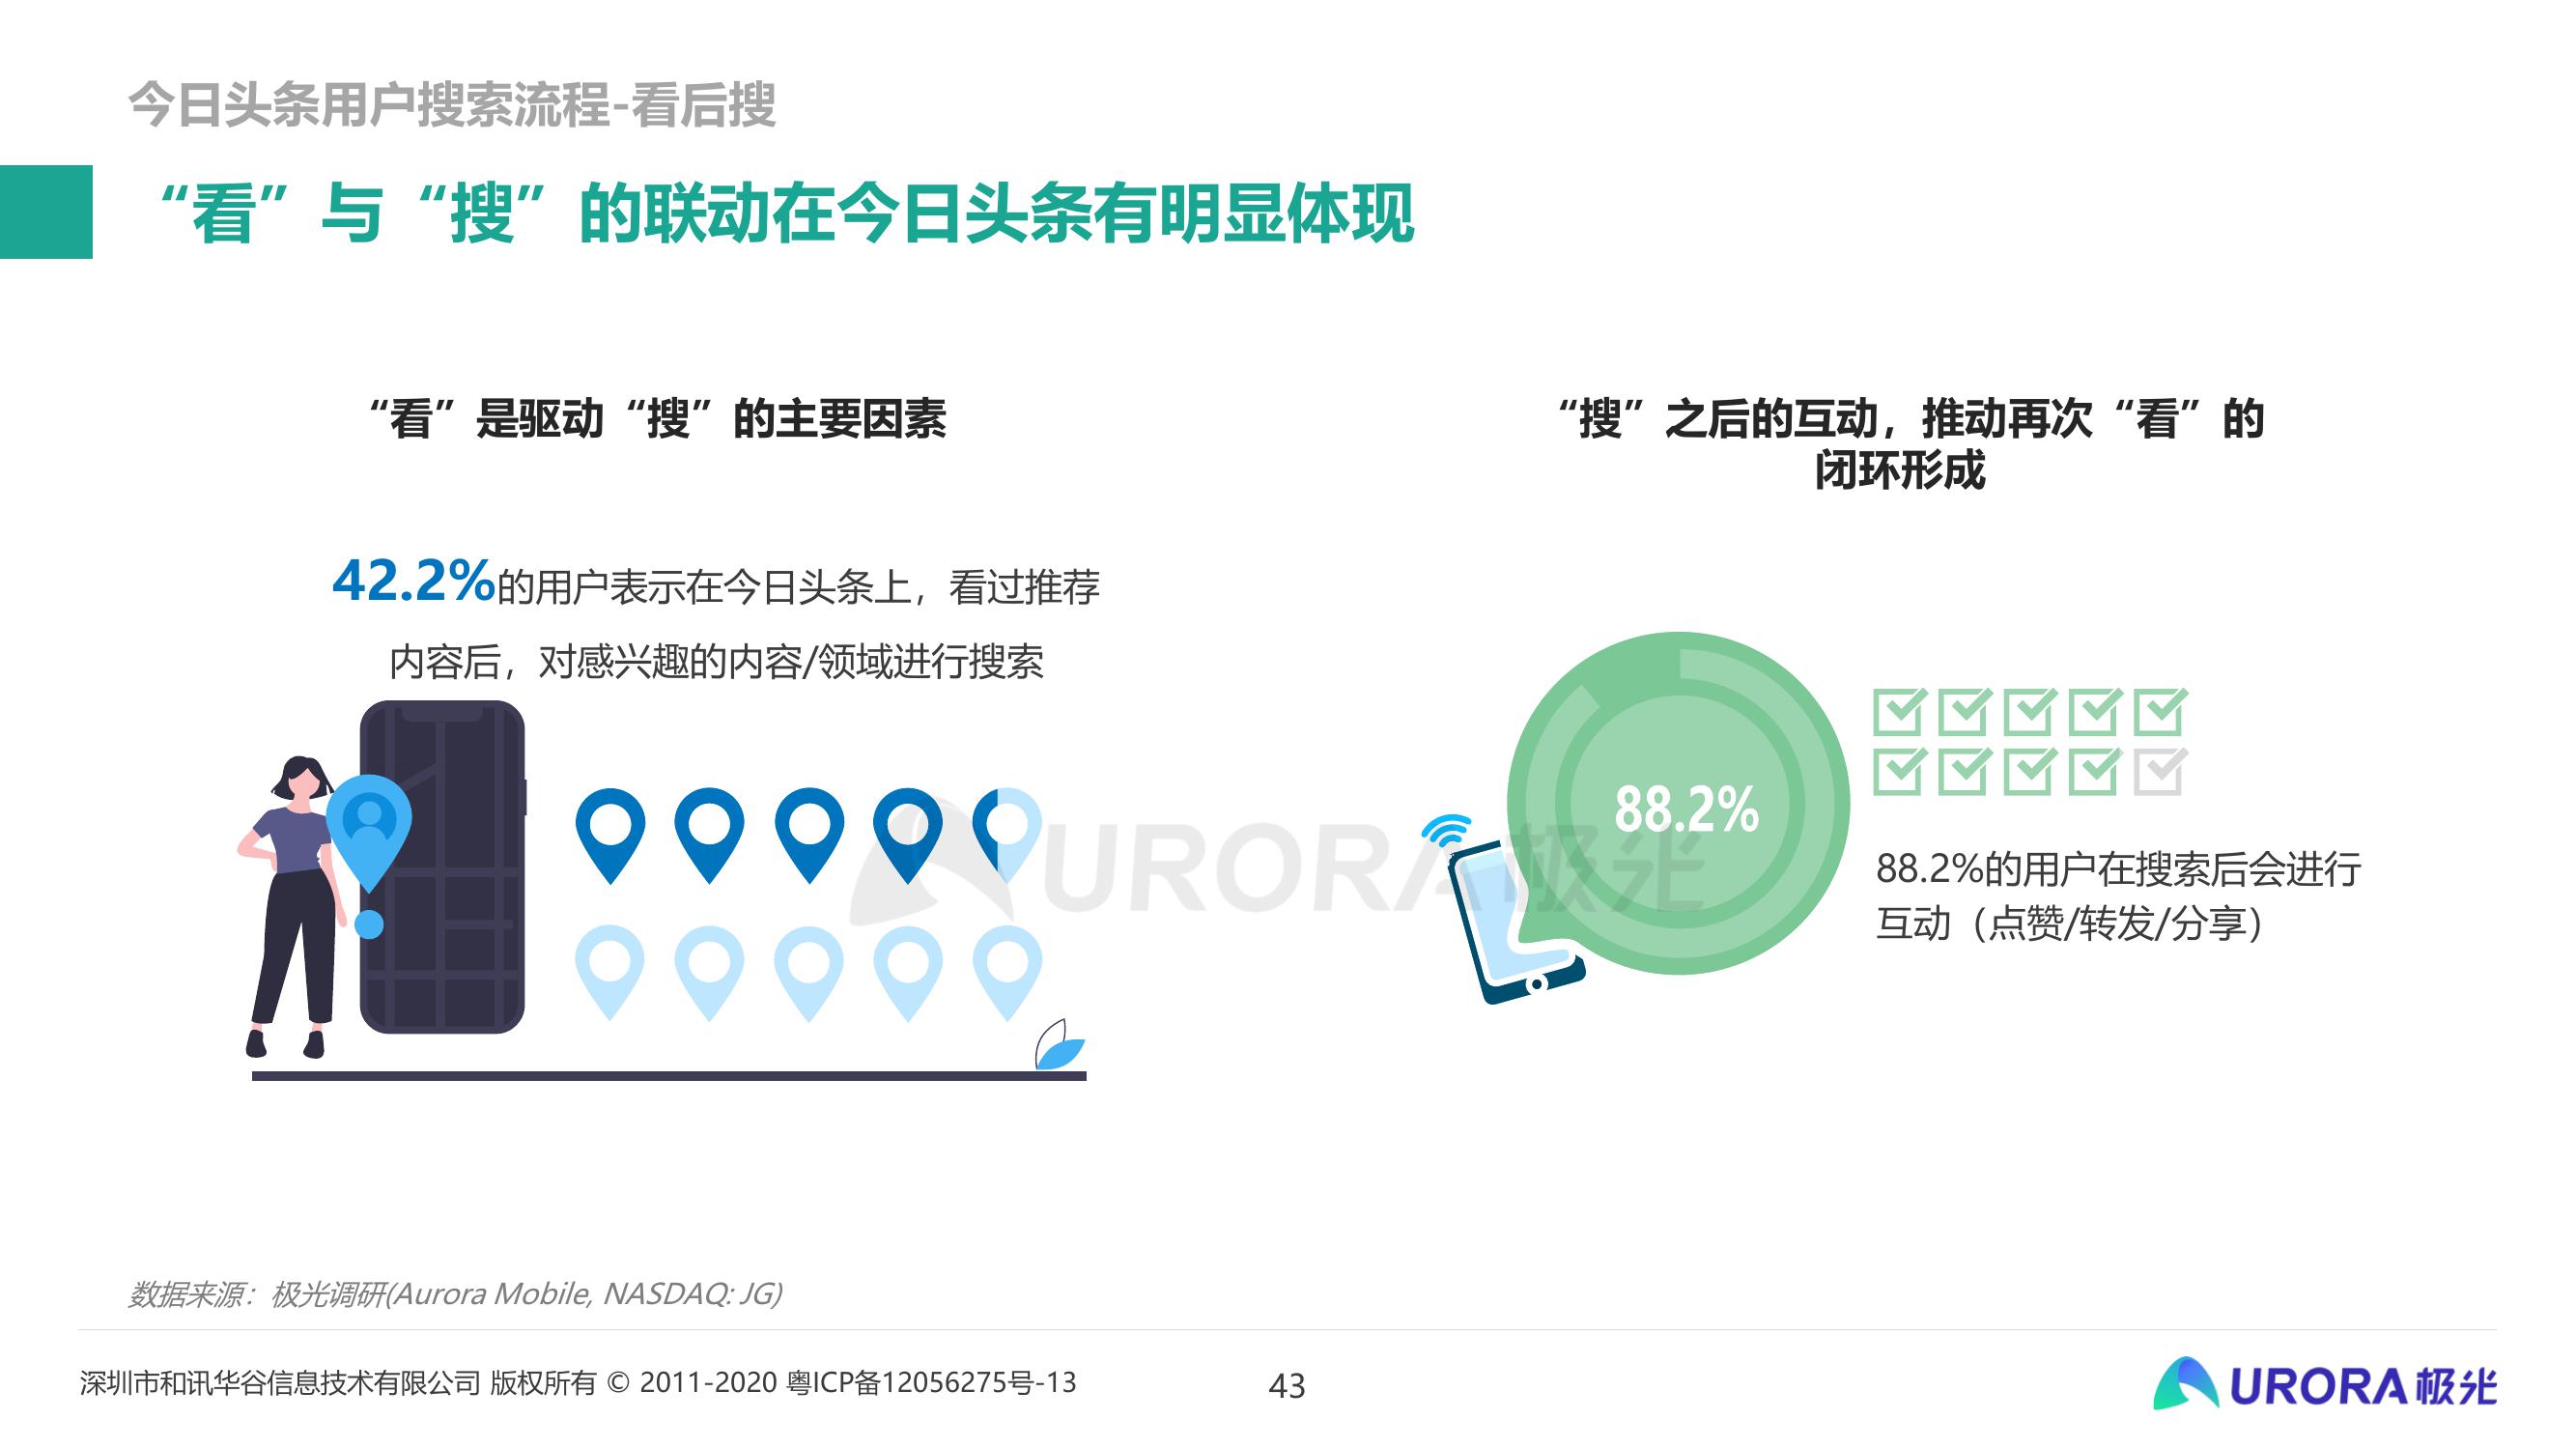 今日头条用户搜索流程-看后搜
“看”与“搜”的联动在今日头条有明显体现
“看”是驱动“搜”的主要因素
42.2%的用户表示在今日头条上，看过推荐
内容后，对感兴趣的内容/领域进行搜索
“搜”之后的互动，推动再次“看”的
闭环形成
88.2%
88.2%的用户在搜索后会进行
互动（点赞/转发/分享）
URORA极光
数据来源：极光调研(Aurora Mobile, NASDAQ: JG)
深圳市和讯华谷信息技术有限公司 版权所有 © 2011-2020 粤ICP备12056275号-13
43
URORA极光